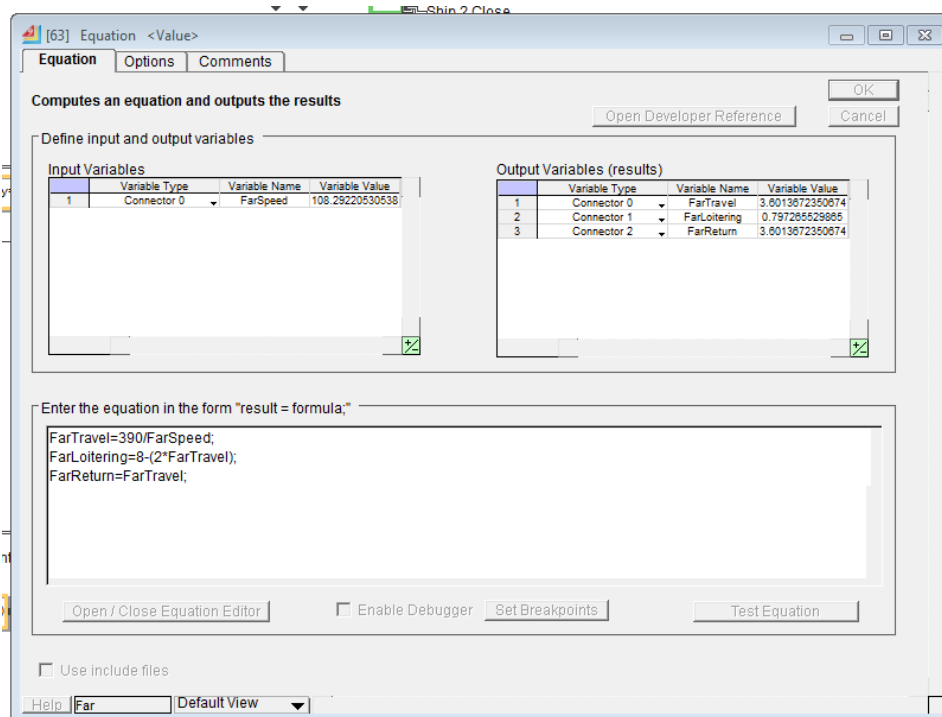 Ship 2 Close
[63] Equation <Value>
Equation Options Comments
Computes an equation and outputs the results
OK
Open Developer Reference Cancel
Define input and output variables
Input Variables
Variable Type Variable Name Variable Value
1 Connector 0 FarSpeed 108.29220530538
Output Variables (results)
Variable Type Variable Name Variable Value
1 Connector 0 FarTravel 3.6013672350674
2 Connector 1 FarLoitering 0.797265529865
3 Connector 2 FarReturn 3.6013672350674
Enter the equation in the form "result = formula;"
FarTravel=390/FarSpeed;
FarLoitering=8-(2*FarTravel);
FarReturn=FarTravel;
Open / Close Equation Editor Enable Debugger Set Breakpoints Test Equation
Use include files
Help Far Default View